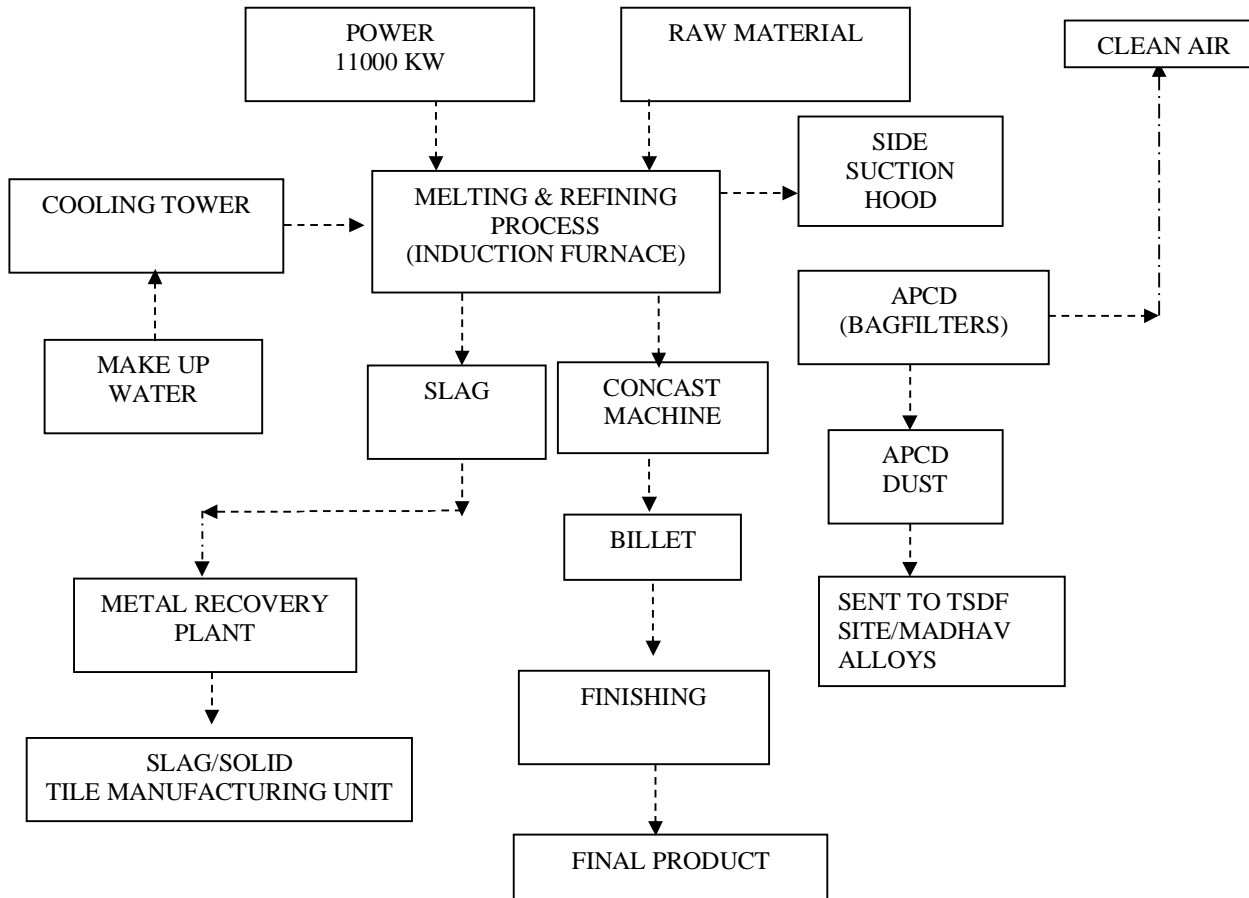 POWER
11000 KW
RAW MATERIAL
CLEAN AIR
SIDE
SUCTION
HOOD
COOLING TOWER
MELTING & REFINING
PROCESS
(INDUCTION FURNACE)
APCD
(BAGFILTERS)
MAKE UP
WATER
SLAG
CONCAST
MACHINE
APCD
DUST
BILLET
METAL RECOVERY
PLANT
SENT TO TSDF
SITE/MADHAV
ALLOYS
FINISHING
SLAG/SOLID
TILE MANUFACTURING UNIT
FINAL PRODUCT